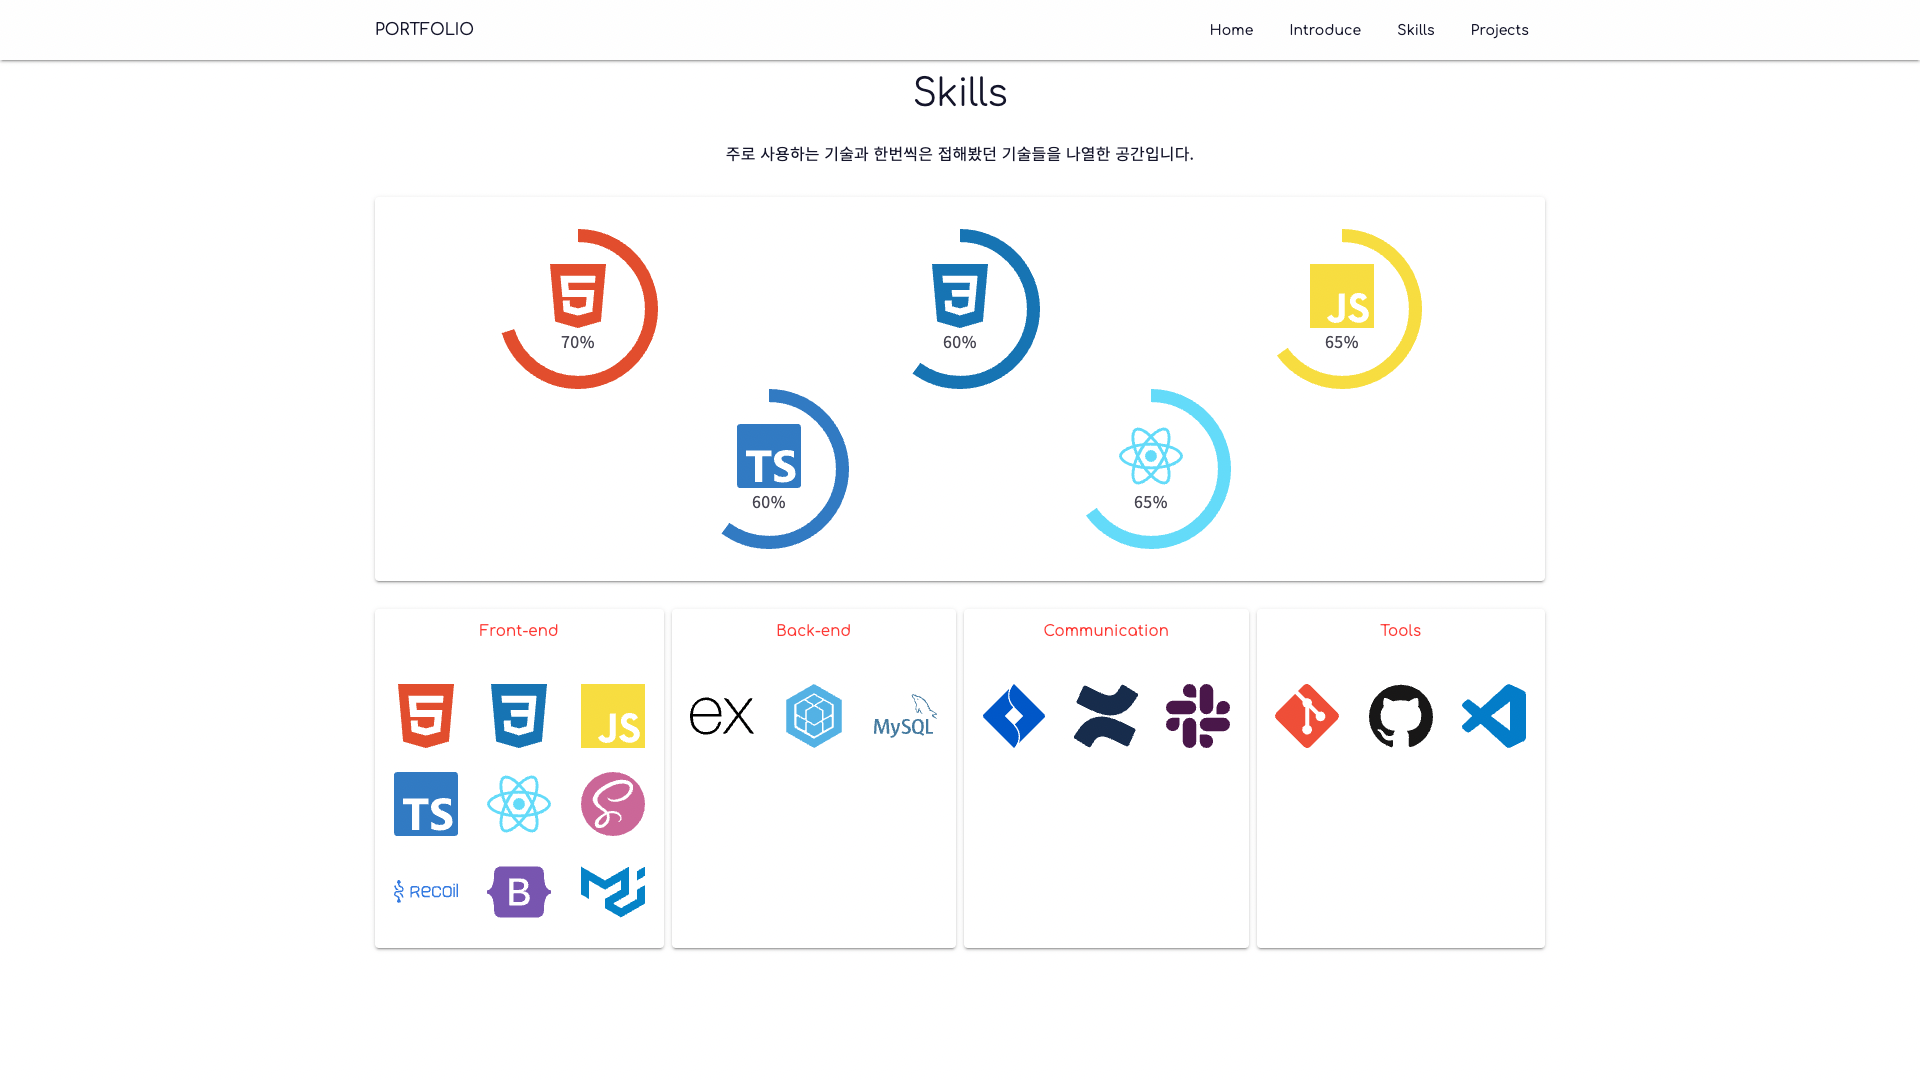 PORTFOLIO
Home Introduce Skills Projects
Skills
주로 사용하는 기술과 한번씩은 접해봤던 기술들을 나열한 공간입니다.
5 3 JS
70% 60% 65%
TS
60% 65%
Front-end Back-end Communication Tools
5 3 JS ex MySQL
TS S
RECOIL B